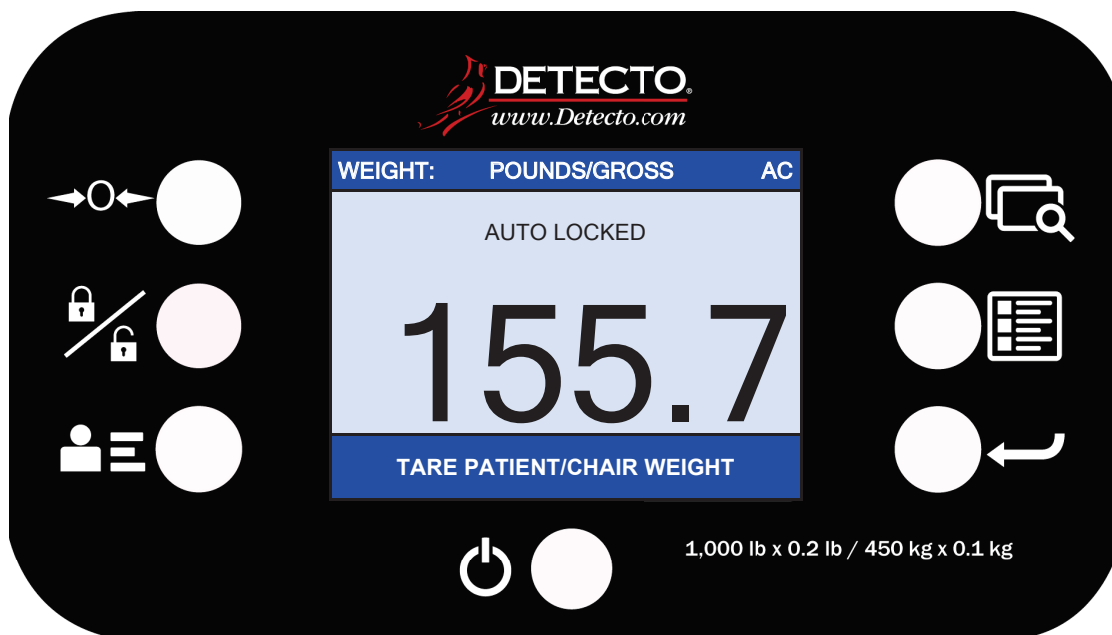 DETECTO®
www.Detecto.com
WEIGHT: POUNDS/GROSS AC
AUTO LOCKED
155.7
TARE PATIENT/CHAIR WEIGHT
1,000 lb x 0.2 lb / 450 kg x 0.1 kg